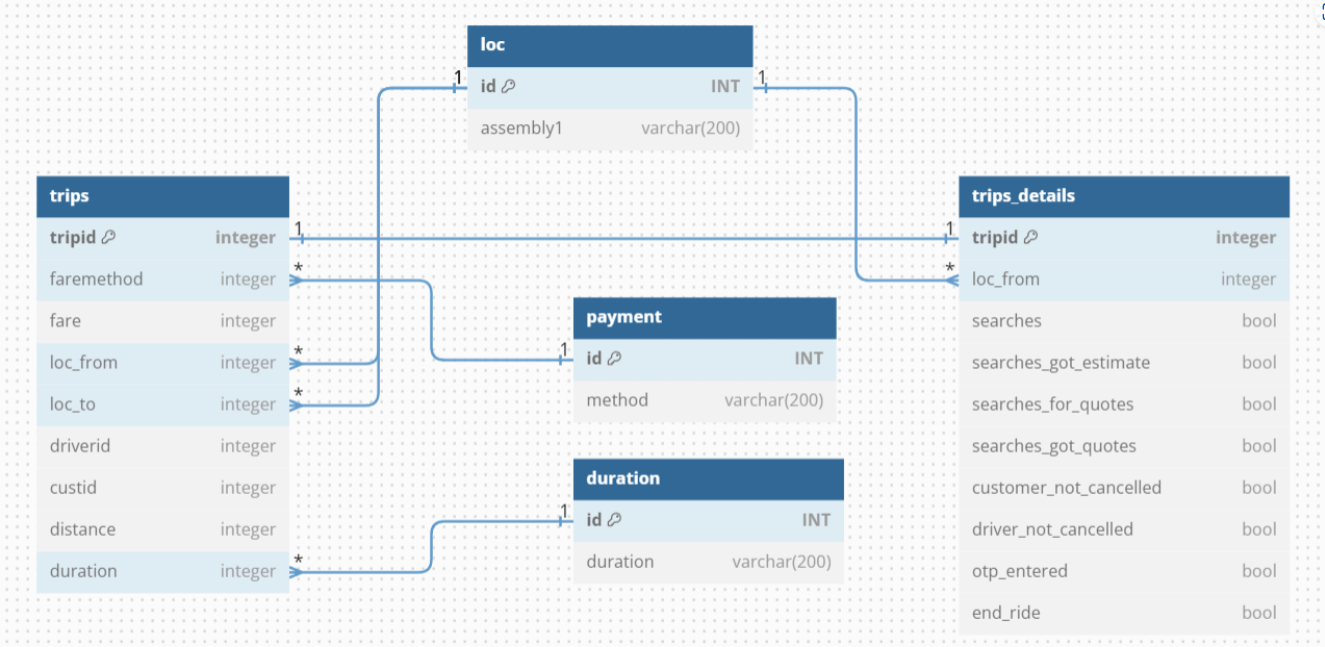 loc
1 id INT 1
assembly1 varchar(200)
trips
tripid integer 1
faremethod integer *
fare integer
loc_from integer *
loc_to integer *
driverid integer
custid integer
distance integer
duration integer *
payment
1 id INT
method varchar(200)
duration
1 id INT
duration varchar(200)
trips_details
1 tripid integer
* loc_from integer
searches bool
searches_got_estimate bool
searches_for_quotes bool
searches_got_quotes bool
customer_not_cancelled bool
driver_not_cancelled bool
otp_entered bool
end_ride bool